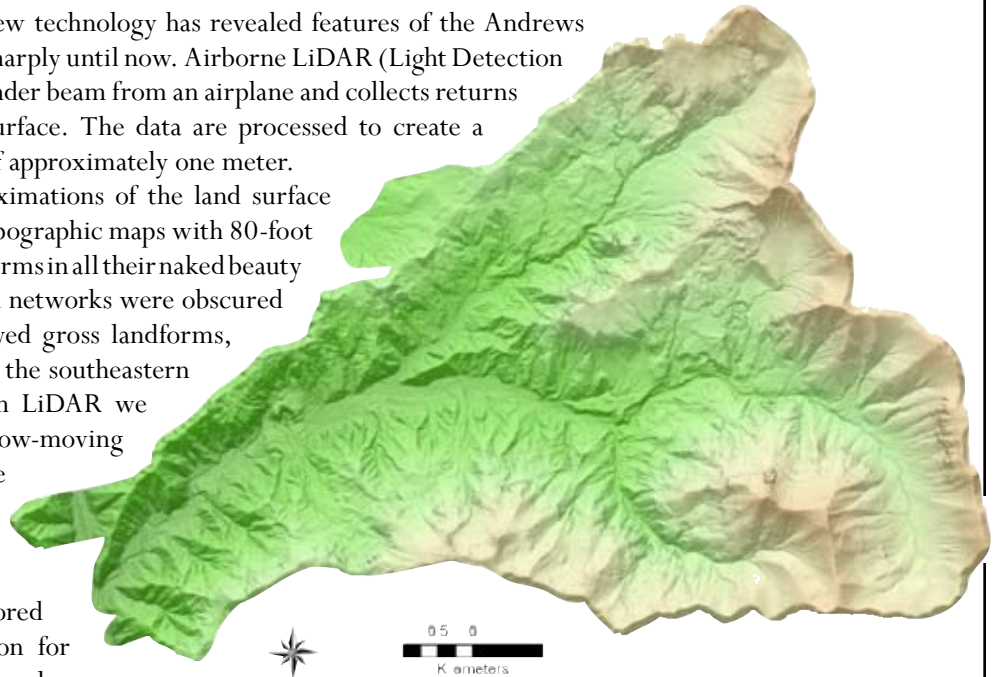 ew technology has revealed features of the Andrews
harply until now. Airborne LiDAR (Light Detection
nder beam from an airplane and collects returns
urface. The data are processed to create a
f approximately one meter.
ximations of the land surface
pographic maps with 80-foot
rms in all their naked beauty
networks were obscured
ved gross landforms,
the southeastern
LiDAR we
ow-moving
e
ored
on for
0 5 0
K ometers